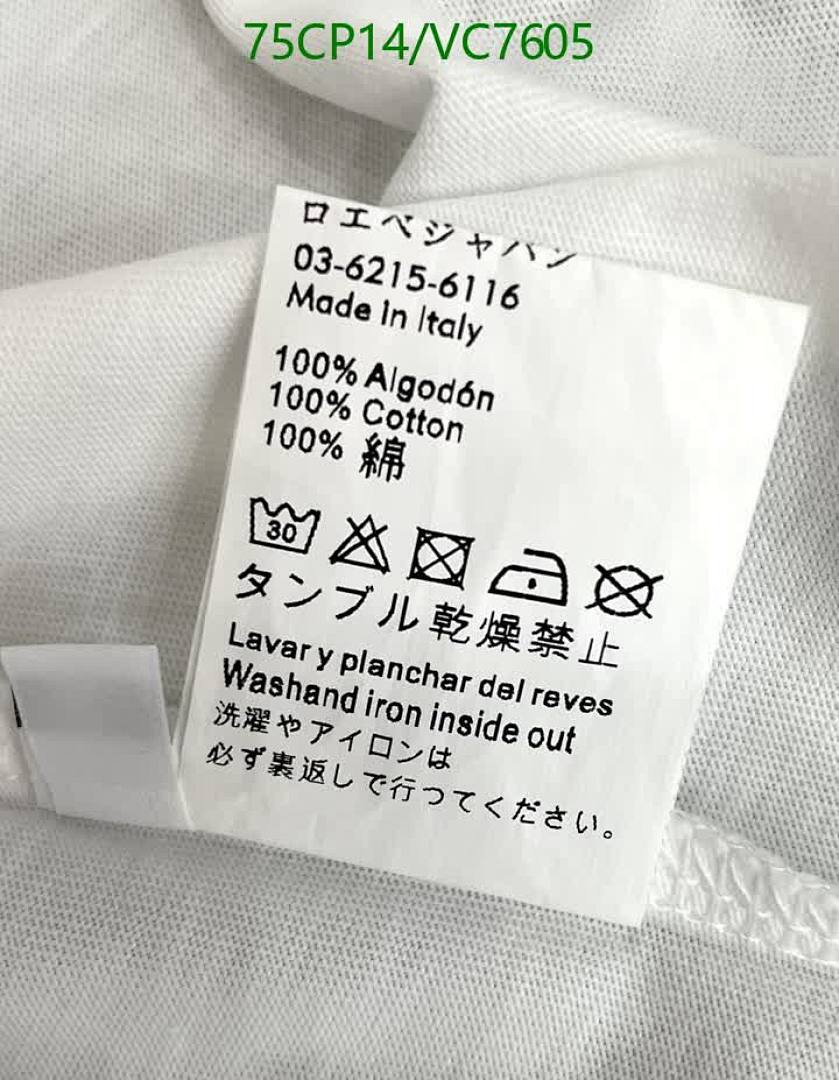 75CP14/VC7605
ロエベジャパン
03-6215-6116
Made in Italy
100% Algodón
100% Cotton
100% 綿
30
タンブル乾燥禁止
Lavar y planchar del reves
Washand iron inside out
洗濯やアイロンは
必ず裏返しで行つてください。